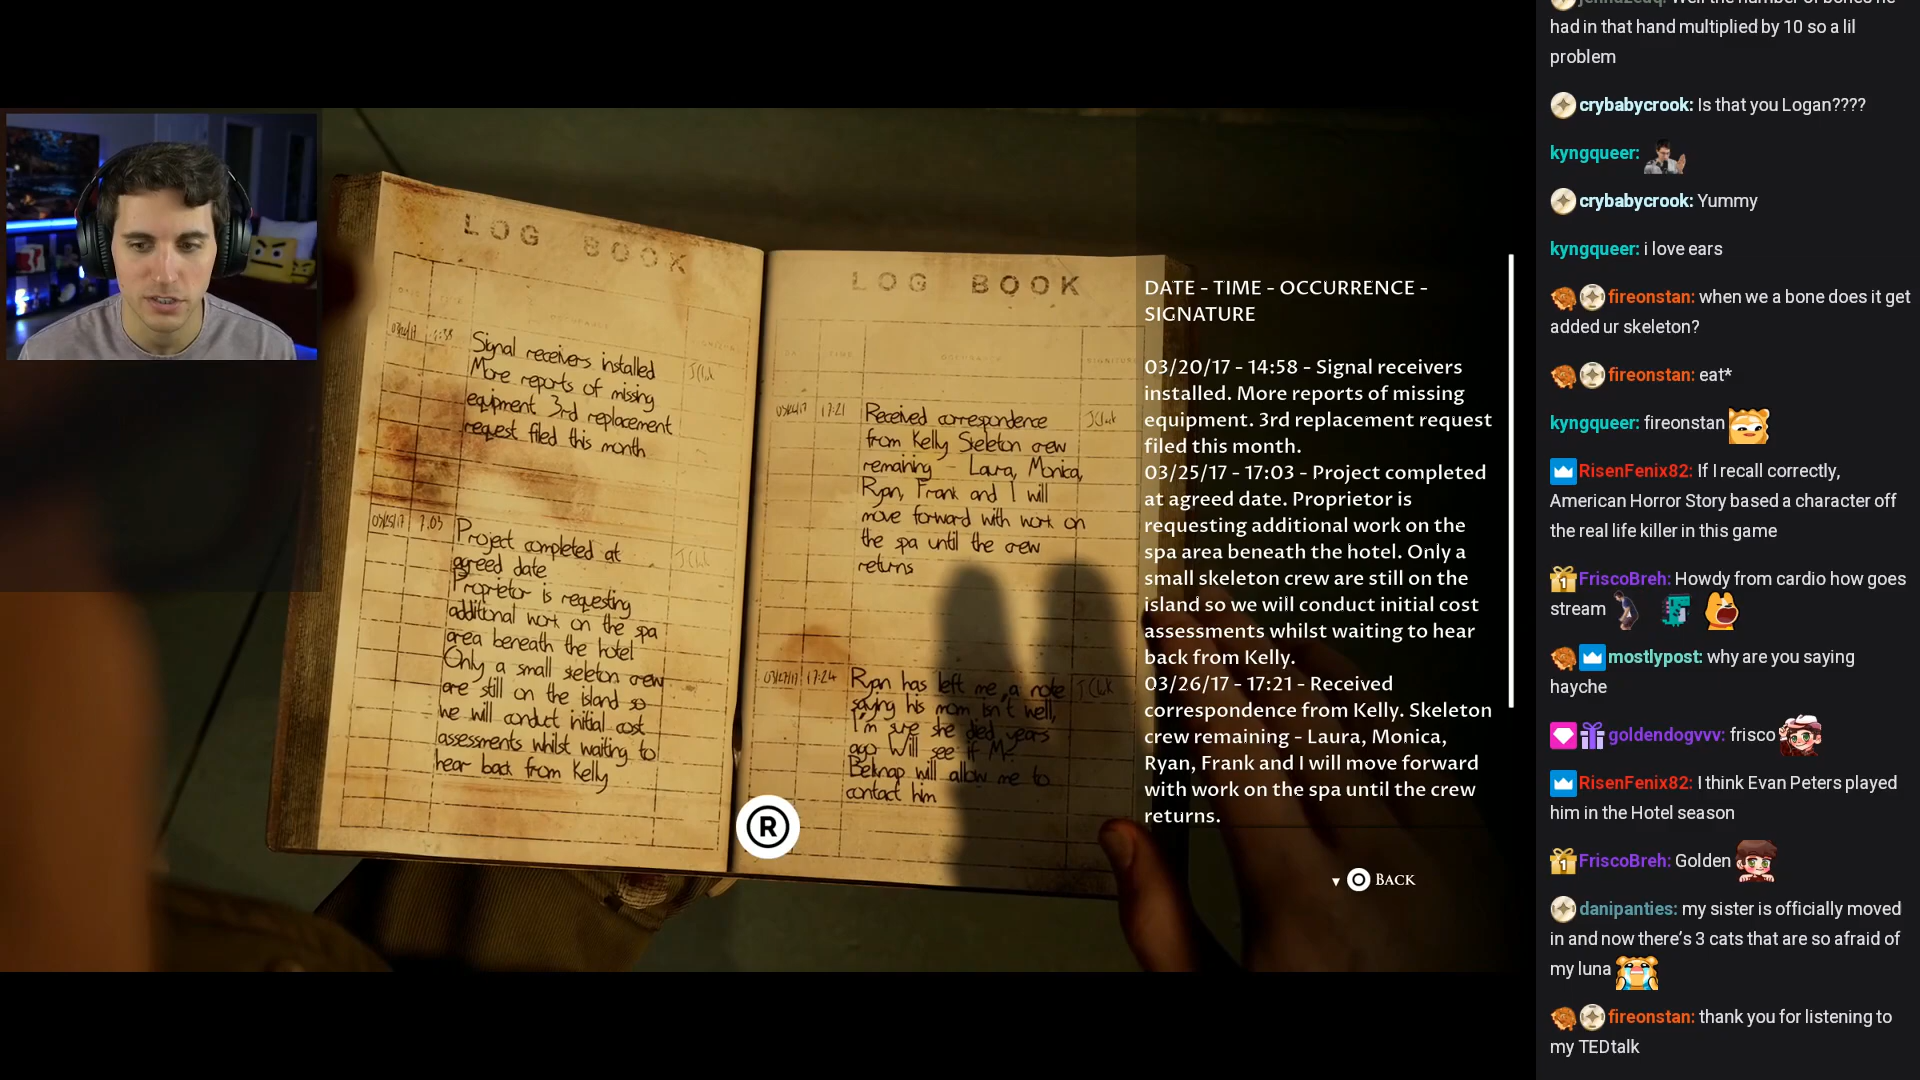 had in that hand multiplied by 10 so a lil
problem
crybabycrook: Is that you Logan????
kyngqueer:
crybabycrook: Yummy
kyngqueer: i love ears
fireonstan: when we a bone does it get
added ur skeleton?
fireonstan: eat*
kyngqueer: fireonstan
RisenFenix82: If I recall correctly,
American Horror Story based a character off
the real life killer in this game
FriscoBreh: Howdy from cardio how goes
stream
mostlypost: why are you saying
hayche
goldendogvvv: frisco
RisenFenix82: I think Evan Peters played
him in the Hotel season
FriscoBreh: Golden
danipanties: my sister is officially moved
in and now there's 3 cats that are so afraid of
my luna
fireonstan: thank you for listening to
my TEDtalk
LOG BOOK
Signal receivers installed
More reports of missing
equipment 3rd replacement
request filed this month
Project completed at
agreed date
Proprietor is requesting
additional work on the spa
area beneath the hotel
Only a small skeleton crew
are still on the island so
we will conduct initial cost
assessments whilst waiting to
hear back from Kelly
LOG BOOK
17:21 Received correspondence
from Kelly Skeleton crew
remaining - Laura, Monica,
Ryan, Frank and I will
move forward with work on
the spa until the crew
returns
03/27/17 17:24 Ryan has left me a note
saying his mom isn't well,
I'm sure she died years
ago Will see if Mr
Belknap will allow me to
contact him
R
DATE - TIME - OCCURRENCE -
SIGNATURE
03/20/17 - 14:58 - Signal receivers
installed. More reports of missing
equipment. 3rd replacement request
filed this month.
03/25/17 - 17:03 - Project completed
at agreed date. Proprietor is
requesting additional work on the
spa area beneath the hotel. Only a
small skeleton crew are still on the
island so we will conduct initial cost
assessments whilst waiting to hear
back from Kelly.
03/26/17 - 17:21 - Received
correspondence from Kelly. Skeleton
crew remaining - Laura, Monica,
Ryan, Frank and I will move forward
with work on the spa until the crew
returns.
BACK